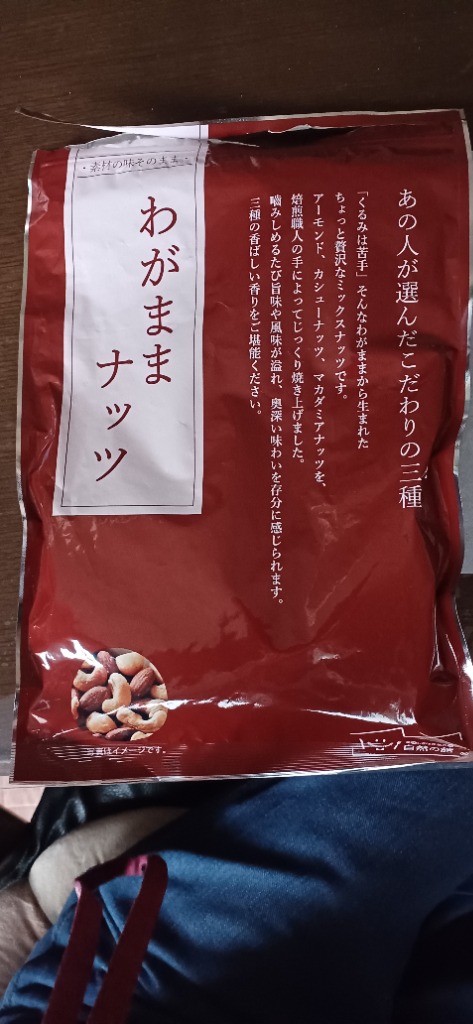 あの人が選んだこだわりの三種
「くるみは苦手」そんなわがままから生まれた
ちょっと贅沢なミックスナッツです。
アーモンド、カシューナッツ、マカダミアナッツを、
焙煎職人の手によってじっくり焼き上げました。
噛みしめるたび旨味や風味が溢れ、奥深い味わいを存分に感じられます。
三種の香ばしい香りをご堪能ください。
・素材の味そのまま・
わがまま
ナッツ
※実はイメージです。
自然の館